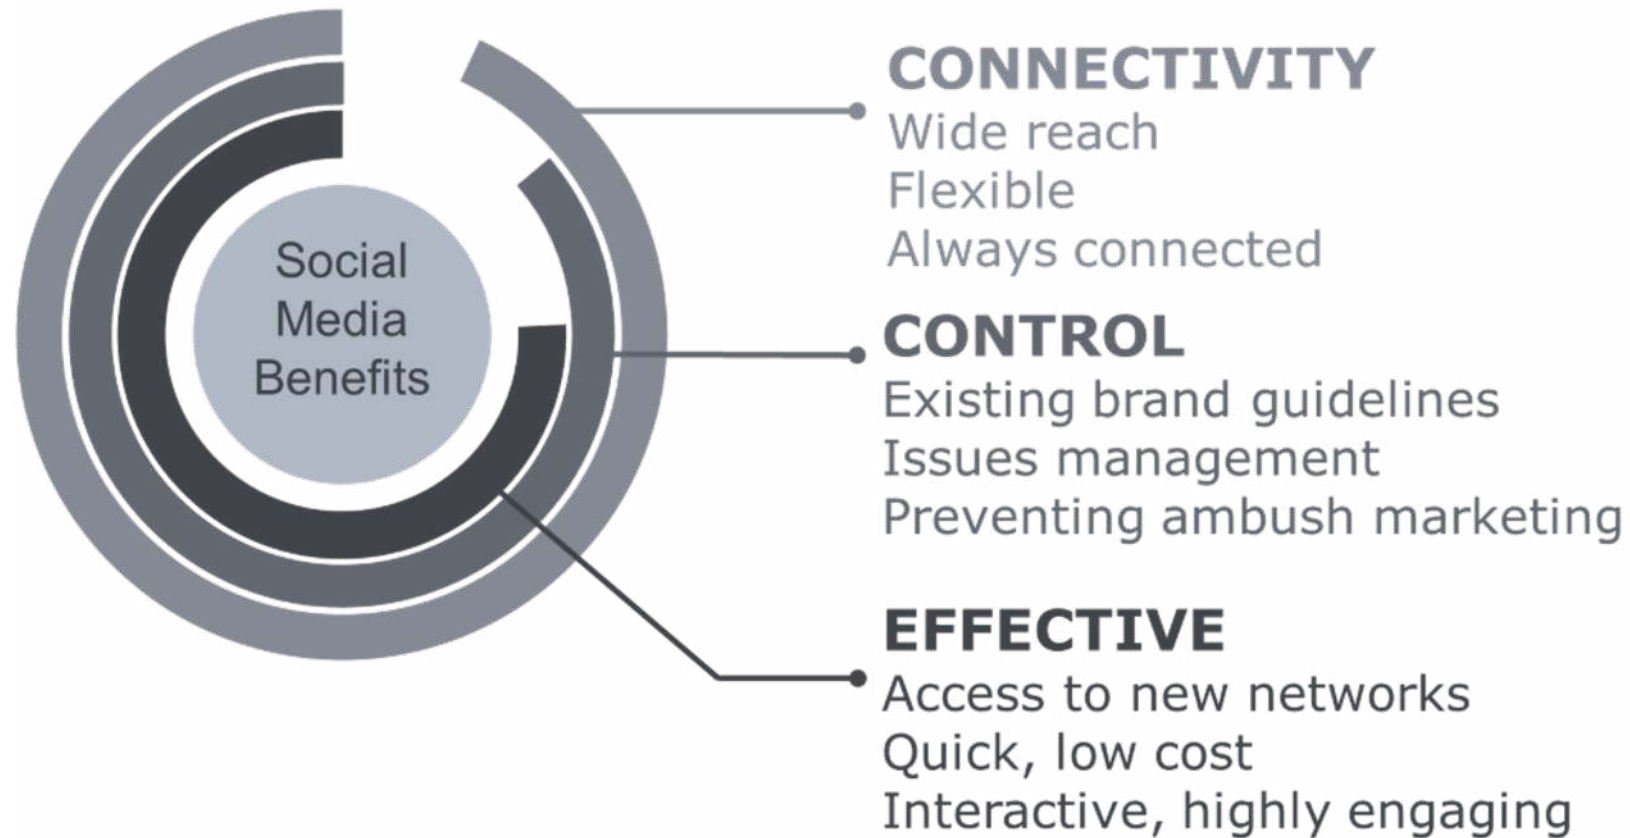 Social
Media
Benefits
CONNECTIVITY
Wide reach
Flexible
Always connected
CONTROL
Existing brand guidelines
Issues management
Preventing ambush marketing
EFFECTIVE
Access to new networks
Quick, low cost
Interactive, highly engaging